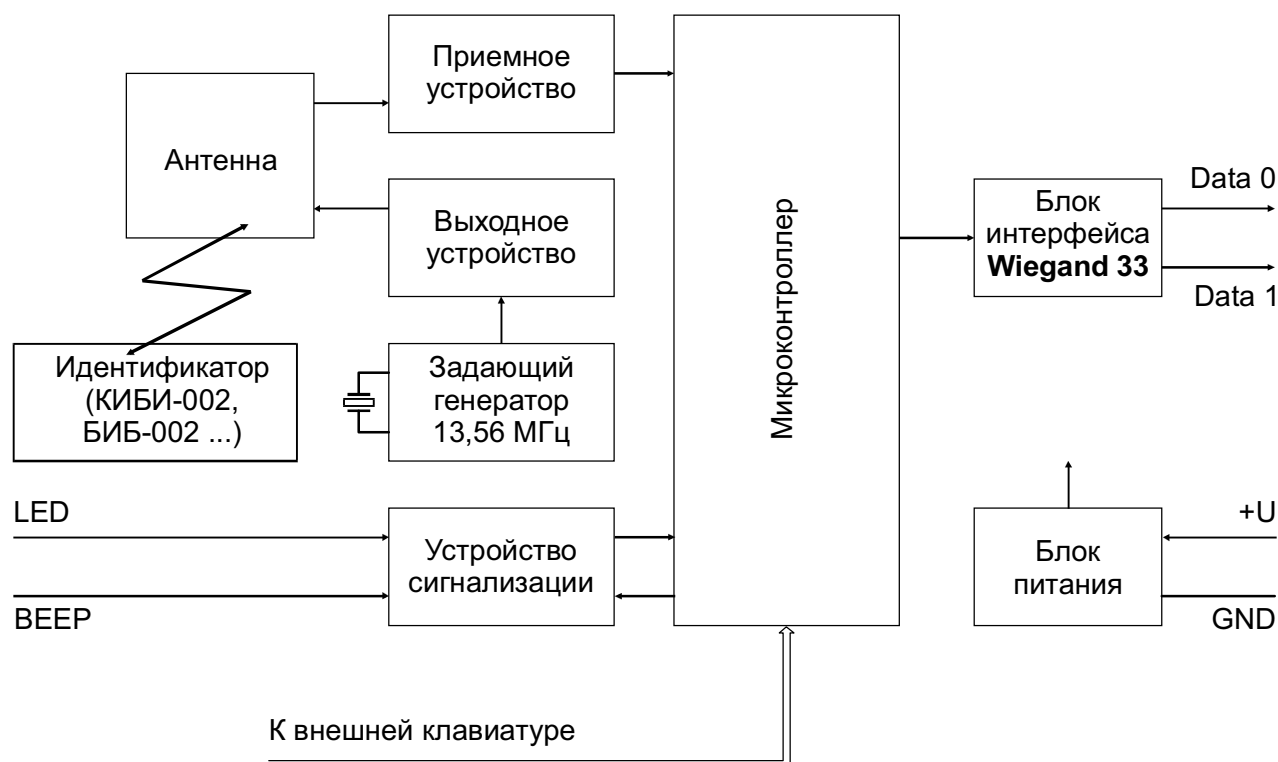 Приемное
устройство
Антенна
Выходное
устройство
Идентификатор
(КИБИ-002,
БИБ-002 ...)
Задающий
генератор
13,56 МГц
LED
BEEP
Устройство
сигнализации
Микроконтроллер
Блок
интерфейса
Wiegand 33
Data 0
Data 1
Блок
питания
+U
GND
К внешней клавиатуре